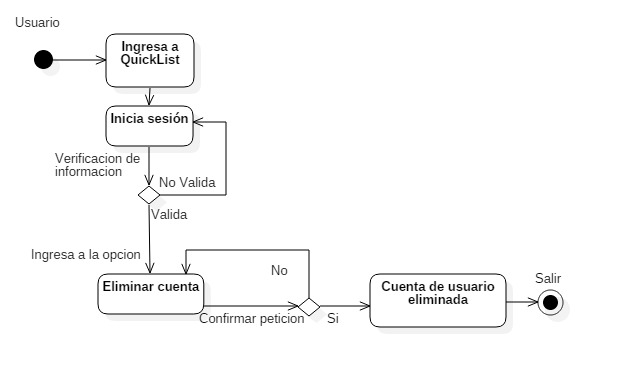 Usuario
Ingresa a
QuickList
Inicia sesión
Verificacion de
informacion
No Valida
Valida
Ingresa a la opcion
Eliminar cuenta
No
Confirmar peticion
Si
Cuenta de usuario
eliminada
Salir